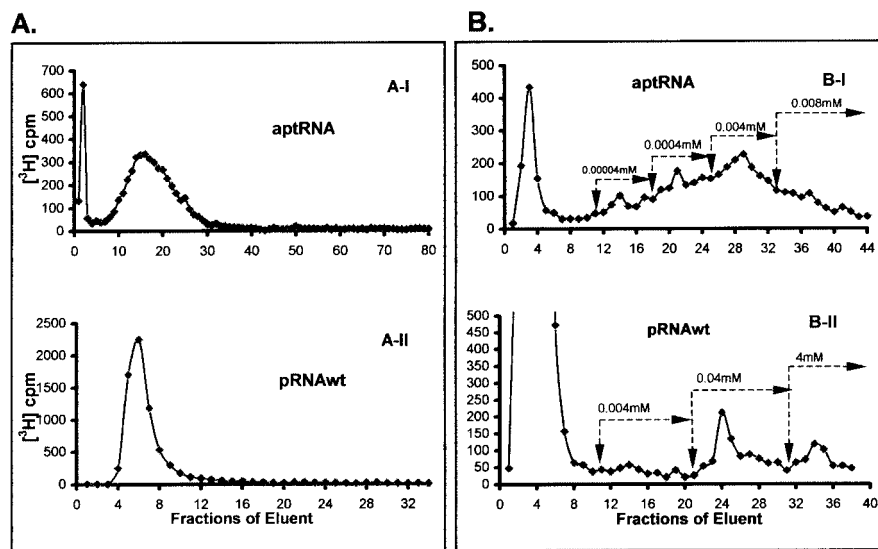 A.
B.
A-I
aptRNA
[³H] cpm
700
600
500
400
300
200
100
0
0 10 20 30 40 50 60 70 80
A-II
pRNAwt
[³H] cpm
2500
2000
1500
1000
500
0
0 4 8 12 16 20 24 28 32
Fractions of Eluent
B-I
aptRNA
0.008mM
0.004mM
0.0004mM
0.00004mM
500
400
300
200
100
0
0 4 8 12 16 20 24 28 32 36 40 44
B-II
pRNAwt
4mM
0.04mM
0.004mM
500
450
400
350
300
250
200
150
100
50
0
0 4 8 12 16 20 24 28 32 36 40
Fractions of Eluent